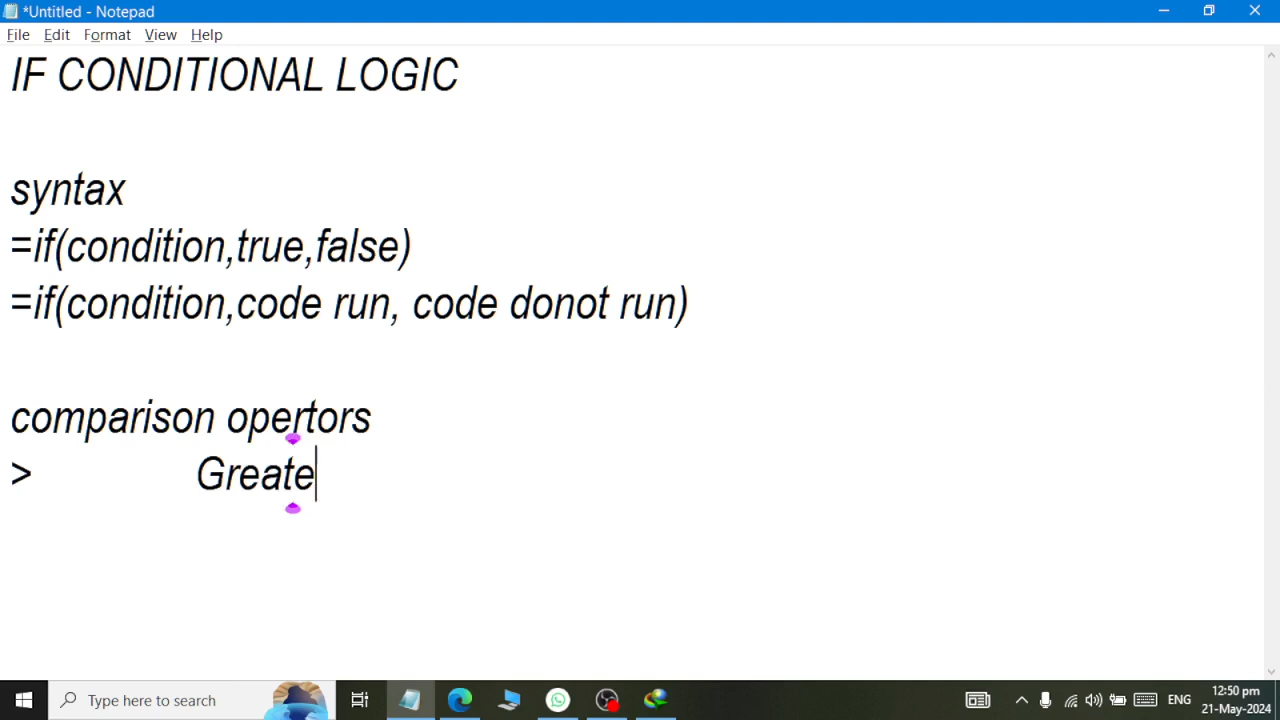 *Untitled - Notepad
File Edit Format View Help
IF CONDITIONAL LOGIC
syntax
=if(condition,true,false)
=if(condition,code run, code donot run)
comparison opertors
> Greate
Type here to search
ENG
12:50 pm
21-May-2024